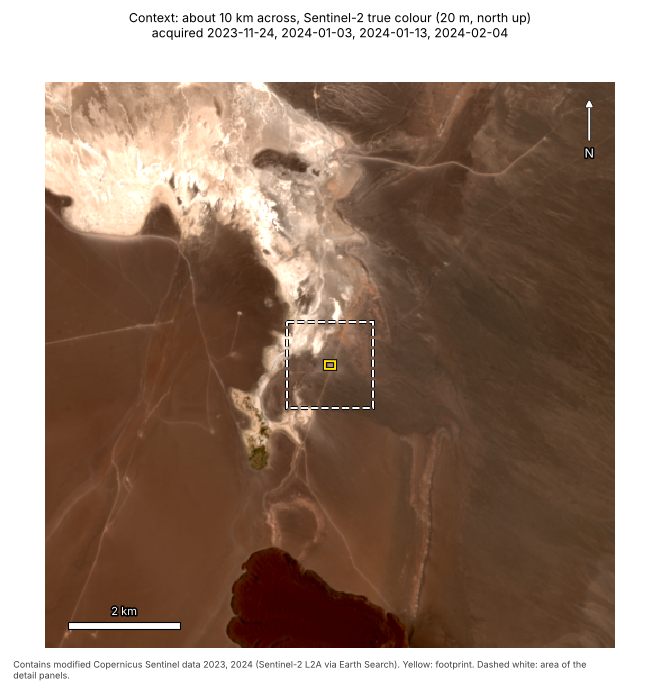 Context: about 10 km across, Sentinel-2 true colour (20 m, north up)
acquired 2023-11-24, 2024-01-03, 2024-01-13, 2024-02-04
N
2 km
Contains modified Copernicus Sentinel data 2023, 2024 (Sentinel-2 L2A via Earth Search). Yellow: footprint. Dashed white: area of the
detail panels.